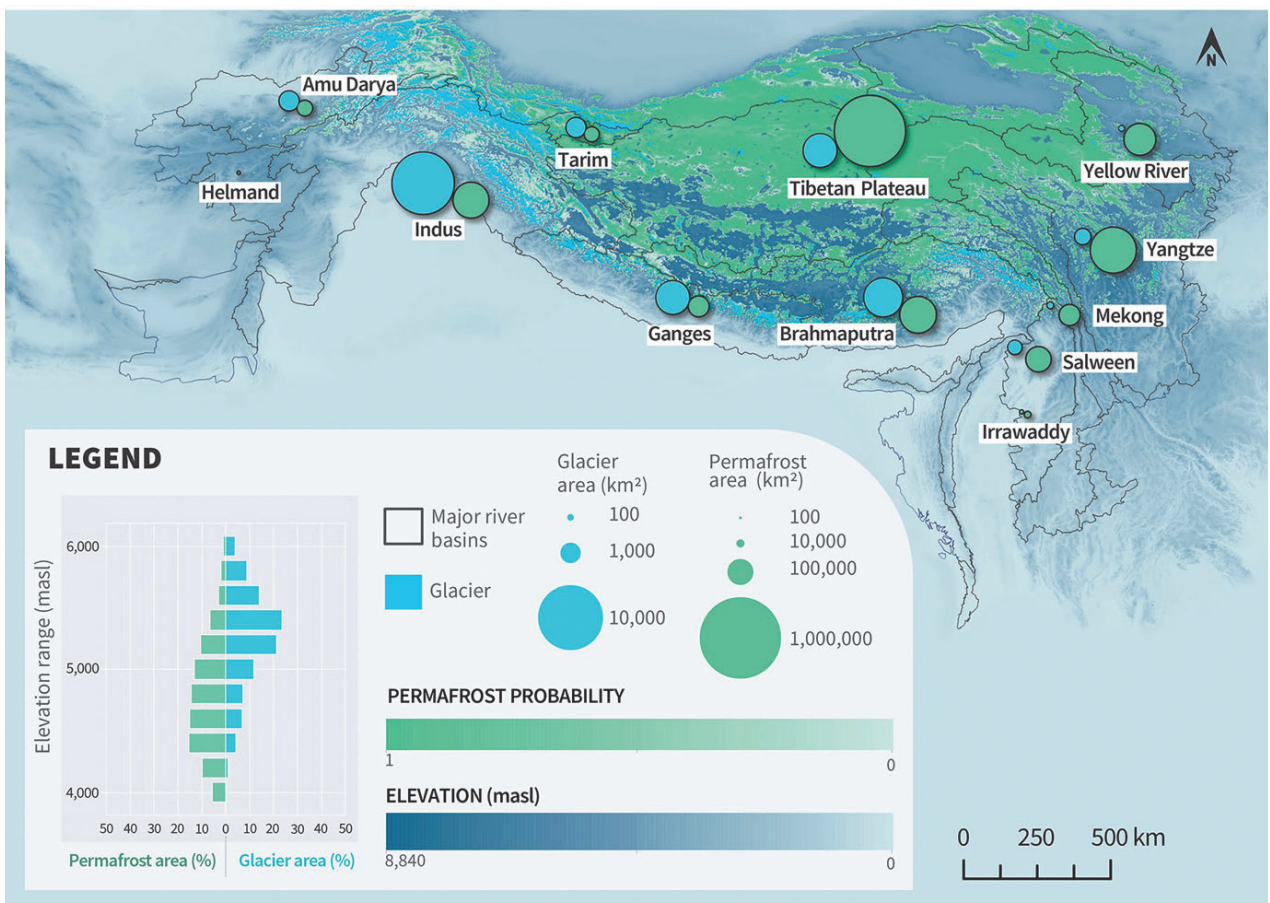 N
Amu Darya
Helmand
Indus
Tarim
Tibetan Plateau
Yellow River
Yangtze
Ganges
Brahmaputra
Mekong
Salween
Irrawaddy
LEGEND
Elevation range (masl)
6,000
5,000
4,000
50 40 30 20 10 0 10 20 30 40 50
Permafrost area (%)
Glacier area (%)
Major river
basins
Glacier
Glacier
area (km²)
100
1,000
10,000
Permafrost
area (km²)
100
10,000
100,000
1,000,000
PERMAFROST PROBABILITY
1 0
ELEVATION (masl)
8,840 0
0 250 500 km